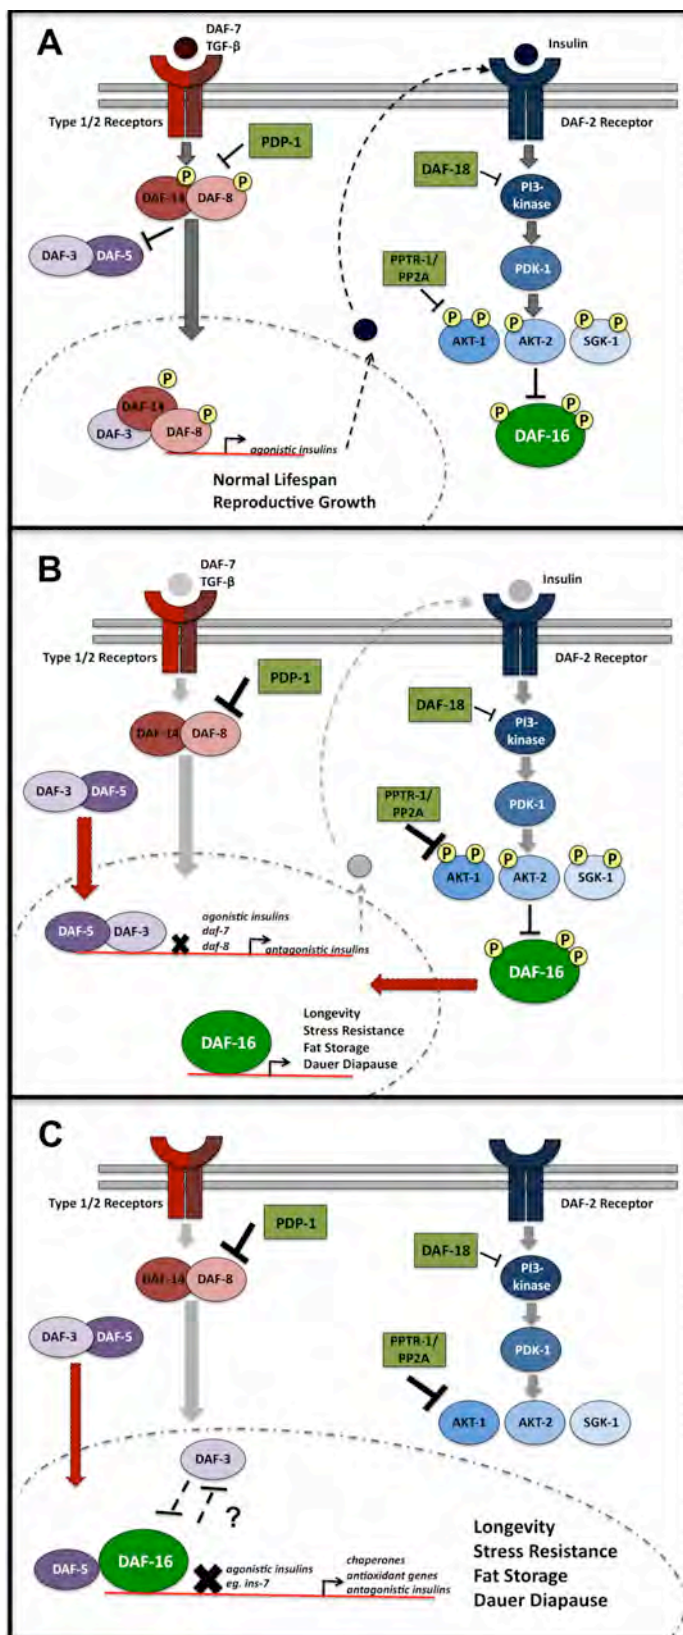 A
DAF-7
TGF-β
Insulin
Type 1/2 Receptors
DAF-2 Receptor
PDP-1
P
P
DAF-14
DAF-8
DAF-18
PI3-
kinase
DAF-3
DAF-5
PPTR-1/
PP2A
PDK-1
P
P
P
P
P
AKT-1
AKT-2
SGK-1
P
DAF-14
DAF-3
P
DAF-8
agonistic insulins
P
P
P
DAF-16
Normal Lifespan
Reproductive Growth
B
DAF-7
TGF-β
Insulin
Type 1/2 Receptors
DAF-2 Receptor
PDP-1
DAF-14
DAF-8
DAF-18
PI3-
kinase
DAF-3
DAF-5
PPTR-1/
PP2A
PDK-1
P
P
P
P
P
AKT-1
AKT-2
SGK-1
DAF-5
DAF-3
agonistic insulins
daf-7
daf-8
antagonistic insulins
P
P
P
DAF-16
DAF-16
Longevity
Stress Resistance
Fat Storage
Dauer Diapause
C
Type 1/2 Receptors
DAF-2 Receptor
PDP-1
DAF-14
DAF-8
DAF-18
PI3-
kinase
DAF-3
DAF-5
PPTR-1/
PP2A
PDK-1
AKT-1
AKT-2
SGK-1
DAF-3
?
DAF-5
DAF-16
agonistic insulins
eg. ins-7
chaperones
antioxidant genes
antagonistic insulins
Longevity
Stress Resistance
Fat Storage
Dauer Diapause